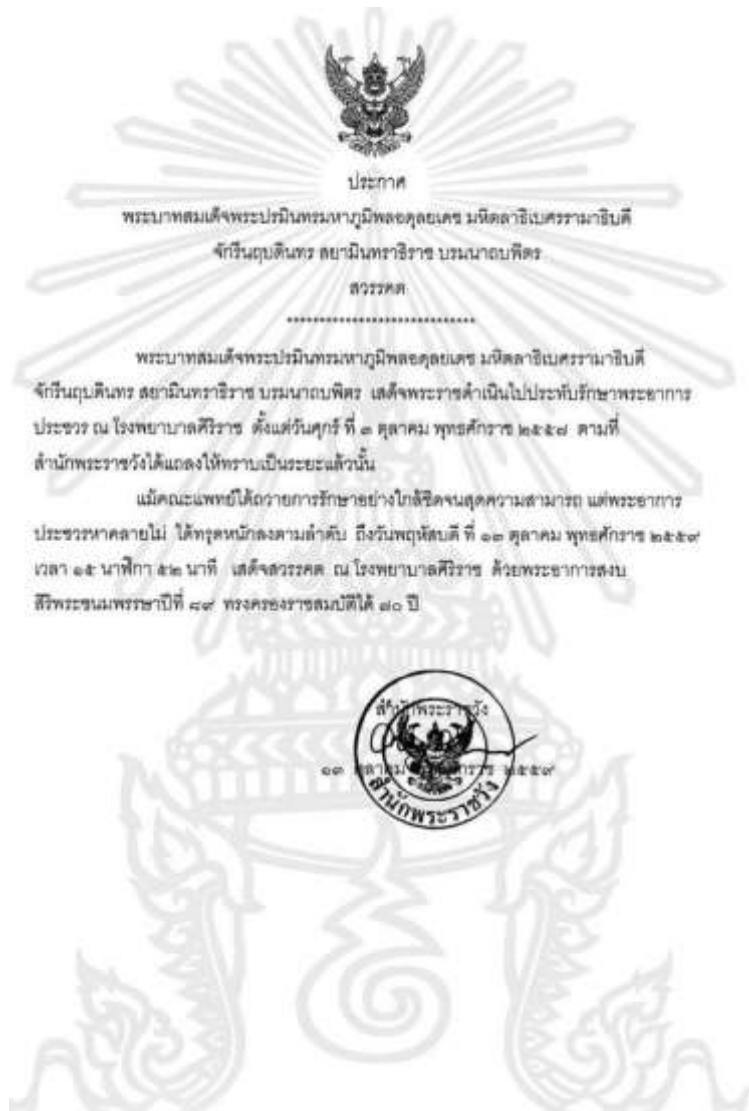 ประกาศ
พระบาทสมเด็จพระปรมินทรมหาภูมิพลอดุลยเดช มหิตลาธิเบศรรามาธิบดี
จักรีนฤบดินทร สยามินทราธิราช บรมนาถบพิตร
สวรรคต
*****************************
พระบาทสมเด็จพระปรมินทรมหาภูมิพลอดุลยเดช มหิตลาธิเบศรรามาธิบดี
จักรีนฤบดินทร สยามินทราธิราช บรมนาถบพิตร เสด็จพระราชดำเนินไปประทับรักษาพระอาการ
ประชวร ณ โรงพยาบาลศิริราช ตั้งแต่วันศุกร์ ที่ ๓ ตุลาคม พุทธศักราช ๒๕๕๗ ตามที่
สำนักพระราชวังได้แถลงให้ทราบเป็นระยะแล้วนั้น
แม้คณะแพทย์ได้ถวายการรักษาอย่างใกล้ชิดจนสุดความสามารถ แต่พระอาการ
ประชวรหาคลายไม่ ได้ทรุดหนักลงตามลำดับ ถึงวันพฤหัสบดี ที่ ๑๓ ตุลาคม พุทธศักราช ๒๕๕๙
เวลา ๑๕ นาฬิกา ๕๒ นาที เสด็จสวรรคต ณ โรงพยาบาลศิริราช ด้วยพระอาการสงบ
สิริพระชนมพรรษาปีที่ ๘๙ ทรงครองราชสมบัติได้ ๗๐ ปี
สำนักพระราชวัง
๑๓ ตุลาคม พุทธศักราช ๒๕๕๙
สำนักพระราชวัง